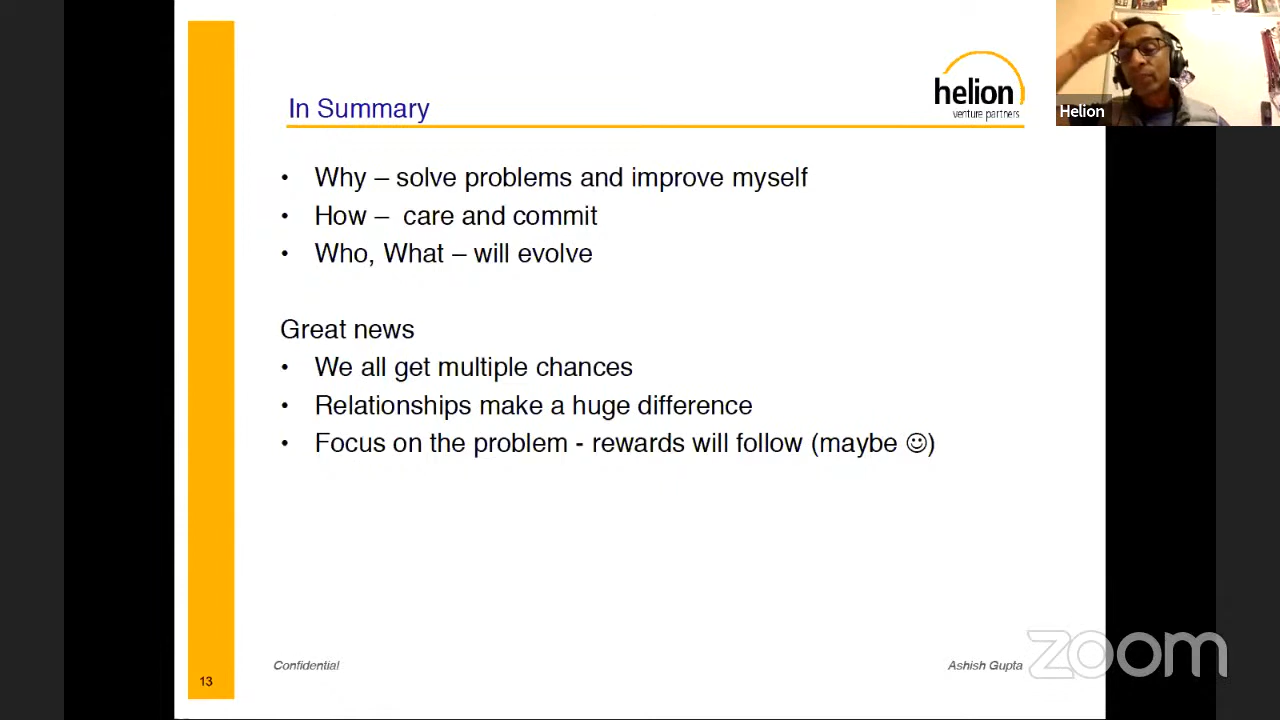 In Summary
helion
venture partners
Helion
• Why – solve problems and improve myself
• How – care and commit
• Who, What – will evolve
Great news
• We all get multiple chances
• Relationships make a huge difference
• Focus on the problem - rewards will follow (maybe ☺)
Confidential
Ashish Gupta
zoom
13